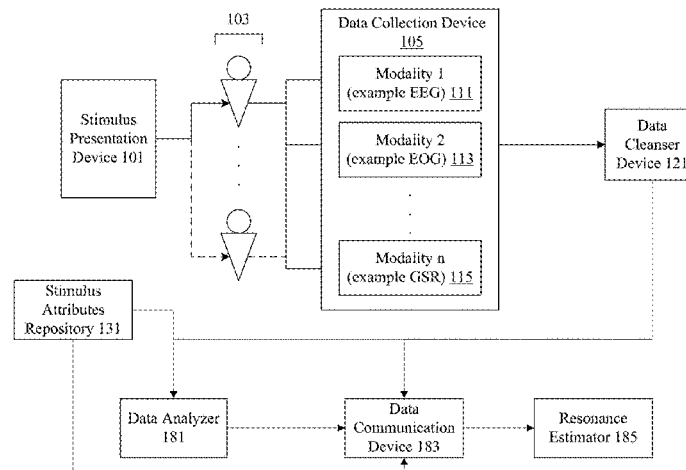 103
Data Collection Device
105
Modality 1
(example EEG) 111
Stimulus
Presentation
Device 101
Modality 2
(example EOG) 113
Data
Cleanser
Device 121
Modality n
(example GSR) 115
Stimulus
Attributes
Repository 131
Data Analyzer
181
Data
Communication
Device 183
Resonance
Estimator 185